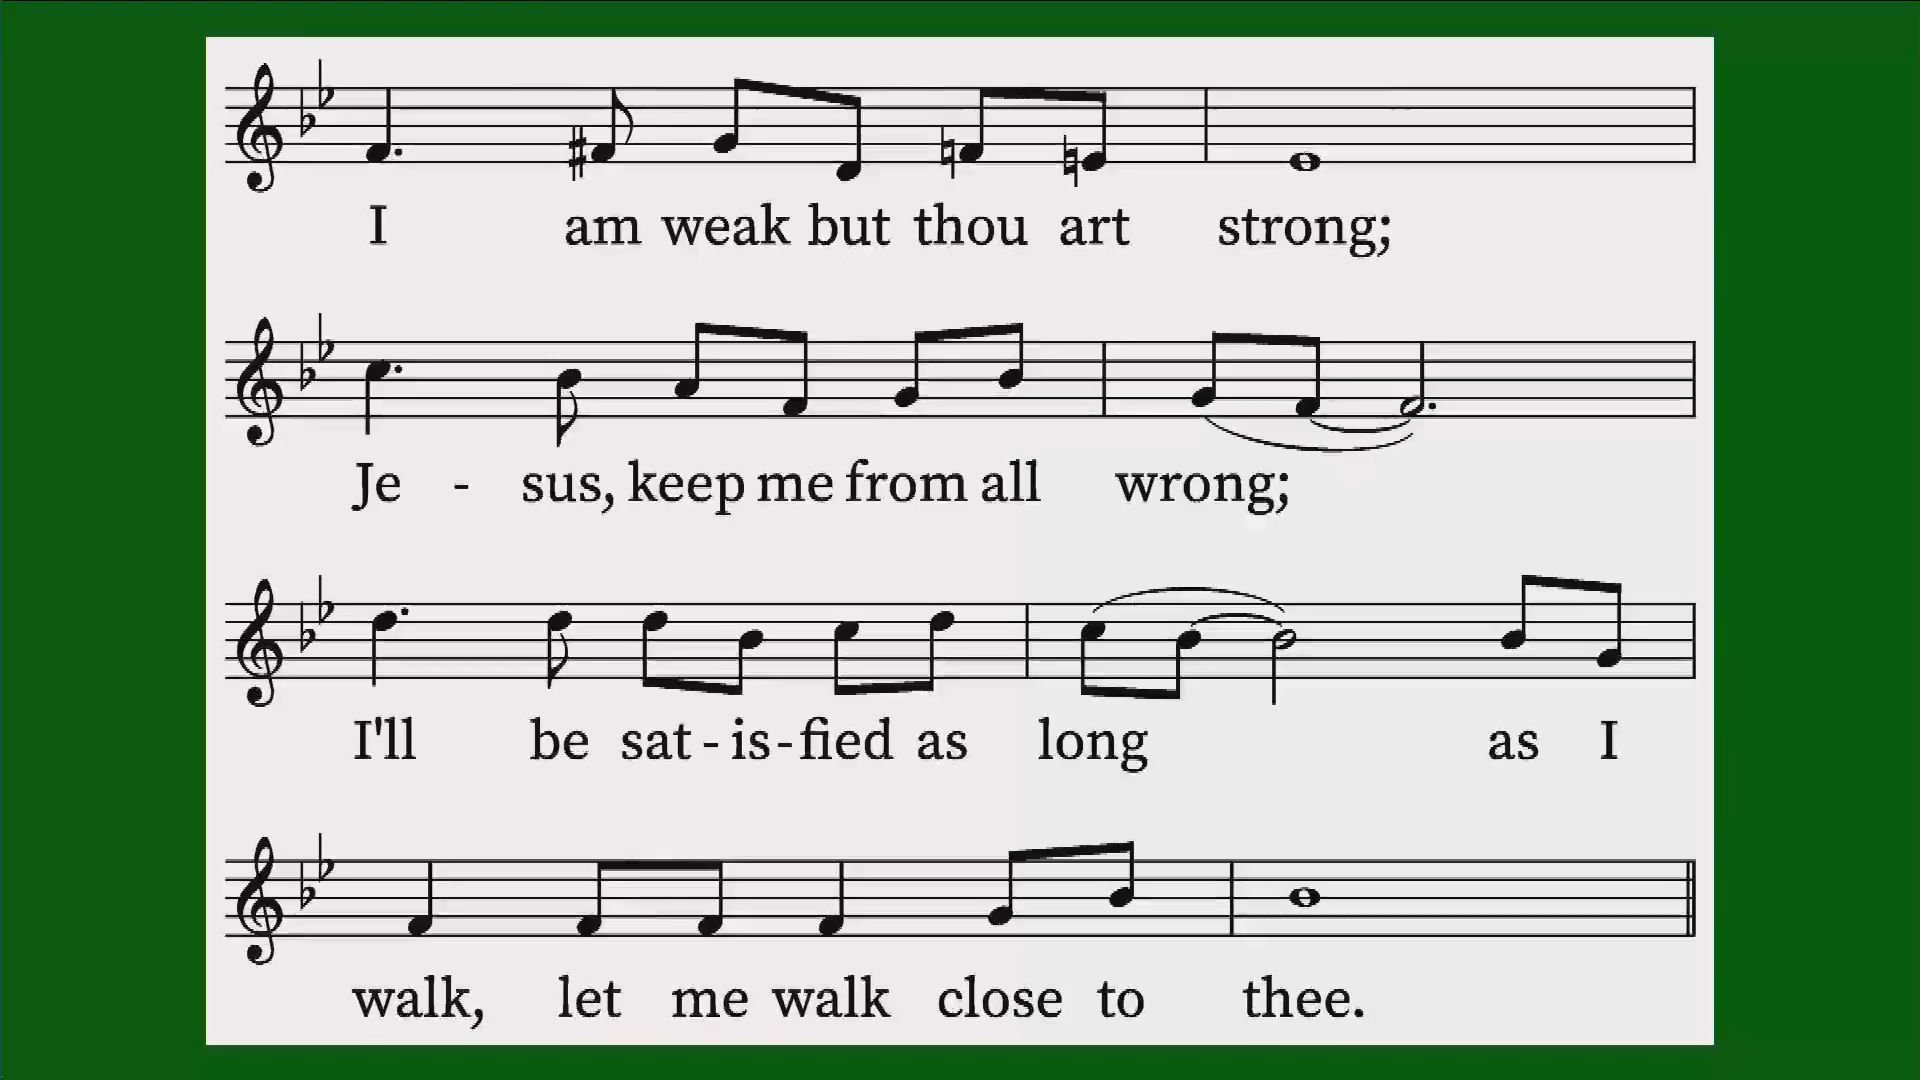 I am weak but thou art strong;
Je - sus, keep me from all wrong;
I'll be sat - is - fied as long as I
walk, let me walk close to thee.